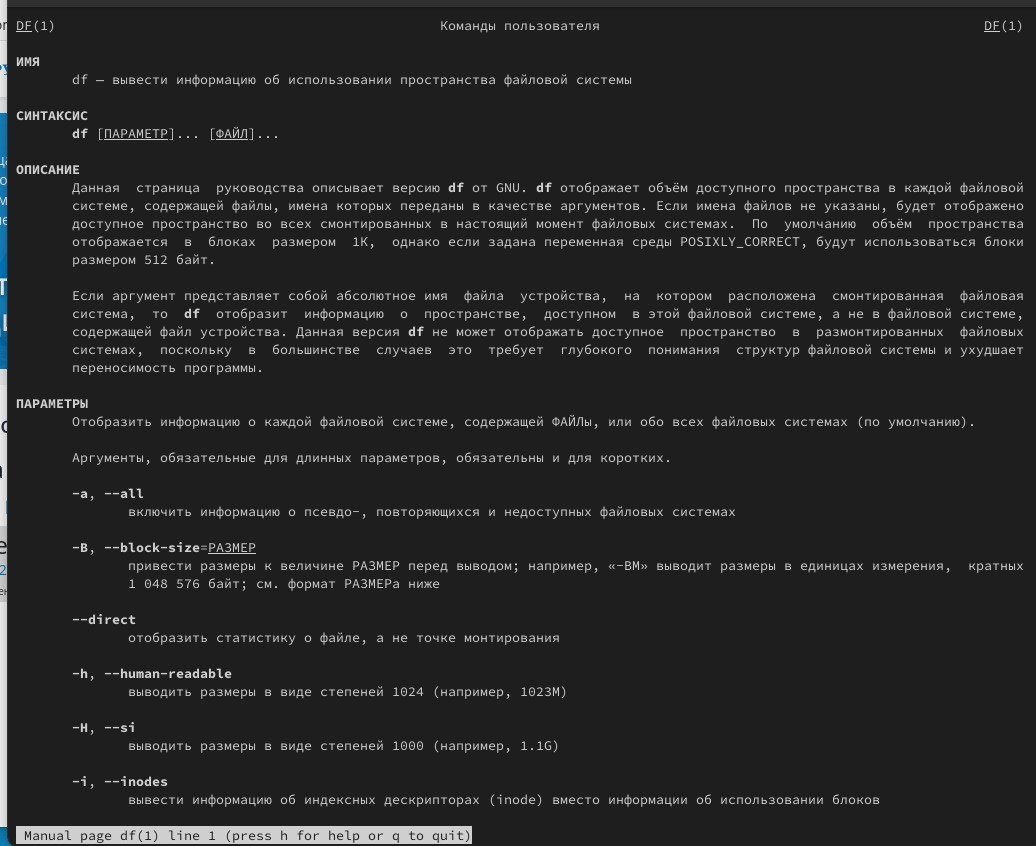 DF(1) Команды пользователя DF(1)
ИМЯ
df — вывести информацию об использовании пространства файловой системы
СИНТАКСИС
df [ПАРАМЕТР]... [ФАЙЛ]...
ОПИСАНИЕ
Данная страница руководства описывает версию df от GNU. df отображает объём доступного пространства в каждой файловой
системе, содержащей файлы, имена которых переданы в качестве аргументов. Если имена файлов не указаны, будет отображено
доступное пространство во всех смонтированных в настоящий момент файловых системах. По умолчанию объём пространства
отображается в блоках размером 1K, однако если задана переменная среды POSIXLY_CORRECT, будут использоваться блоки
размером 512 байт.
Если аргумент представляет собой абсолютное имя файла устройства, на котором расположена смонтированная файловая
система, то df отобразит информацию о пространстве, доступном в этой файловой системе, а не в файловой системе,
содержащей файл устройства. Данная версия df не может отображать доступное пространство в размонтированных файловых
системах, поскольку в большинстве случаев это требует глубокого понимания структур файловой системы и ухудшает
переносимость программы.
ПАРАМЕТРЫ
Отобразить информацию о каждой файловой системе, содержащей ФАЙЛы, или обо всех файловых системах (по умолчанию).
Аргументы, обязательные для длинных параметров, обязательны и для коротких.
-a, --all
включить информацию о псевдо-, повторяющихся и недоступных файловых системах
-B, --block-size=РАЗМЕР
привести размеры к величине РАЗМЕР перед выводом; например, «-BM» выводит размеры в единицах измерения, кратных
1 048 576 байт; см. формат РАЗМЕРа ниже
--direct
отобразить статистику о файле, а не точке монтирования
-h, --human-readable
выводить размеры в виде степеней 1024 (например, 1023M)
-H, --si
выводить размеры в виде степеней 1000 (например, 1.1G)
-i, --inodes
вывести информацию об индексных дескрипторах (inode) вместо информации об использовании блоков
Manual page df(1) line 1 (press h for help or q to quit)